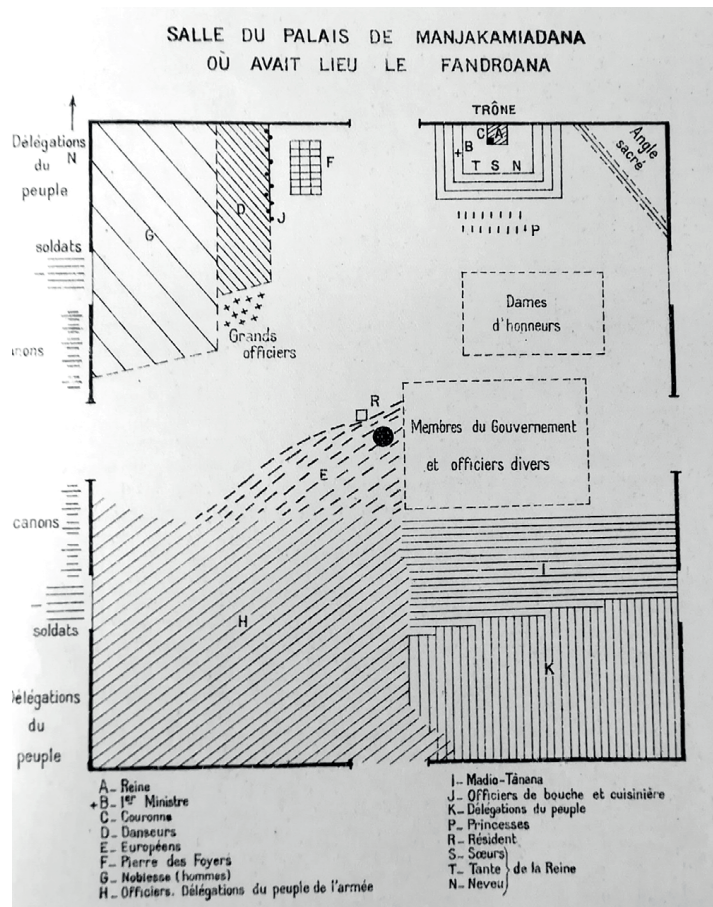 SALLE DU PALAIS DE MANJAKAMIADANA
OÙ AVAIT LIEU LE FANDROANA
TRÔNE
Délégations
du
N
peuple
C A
B
T S N
Angle
sacré
F
D
J
G
P
soldats
Dames
d'honneurs
Grands
officiers
anons
R
Membres du Gouvernement
et officiers divers
E
canons
I
H
soldats
K
élégations
du
peuple
A_ Reine
+B_ 1er Ministre
C_ Couronne
D_ Danseurs
E_ Européens
F_ Pierre des Foyers
G_ Noblesse (hommes)
H_ Officiers. Délégations du peuple de l'armée
I_ Madio-Tânana
J_ Officiers de bouche et cuisinière
K_ Délégations du peuple
P_ Princesses
R_ Résident
S_ Sœurs
T_ Tante de la Reine
N_ Neveu